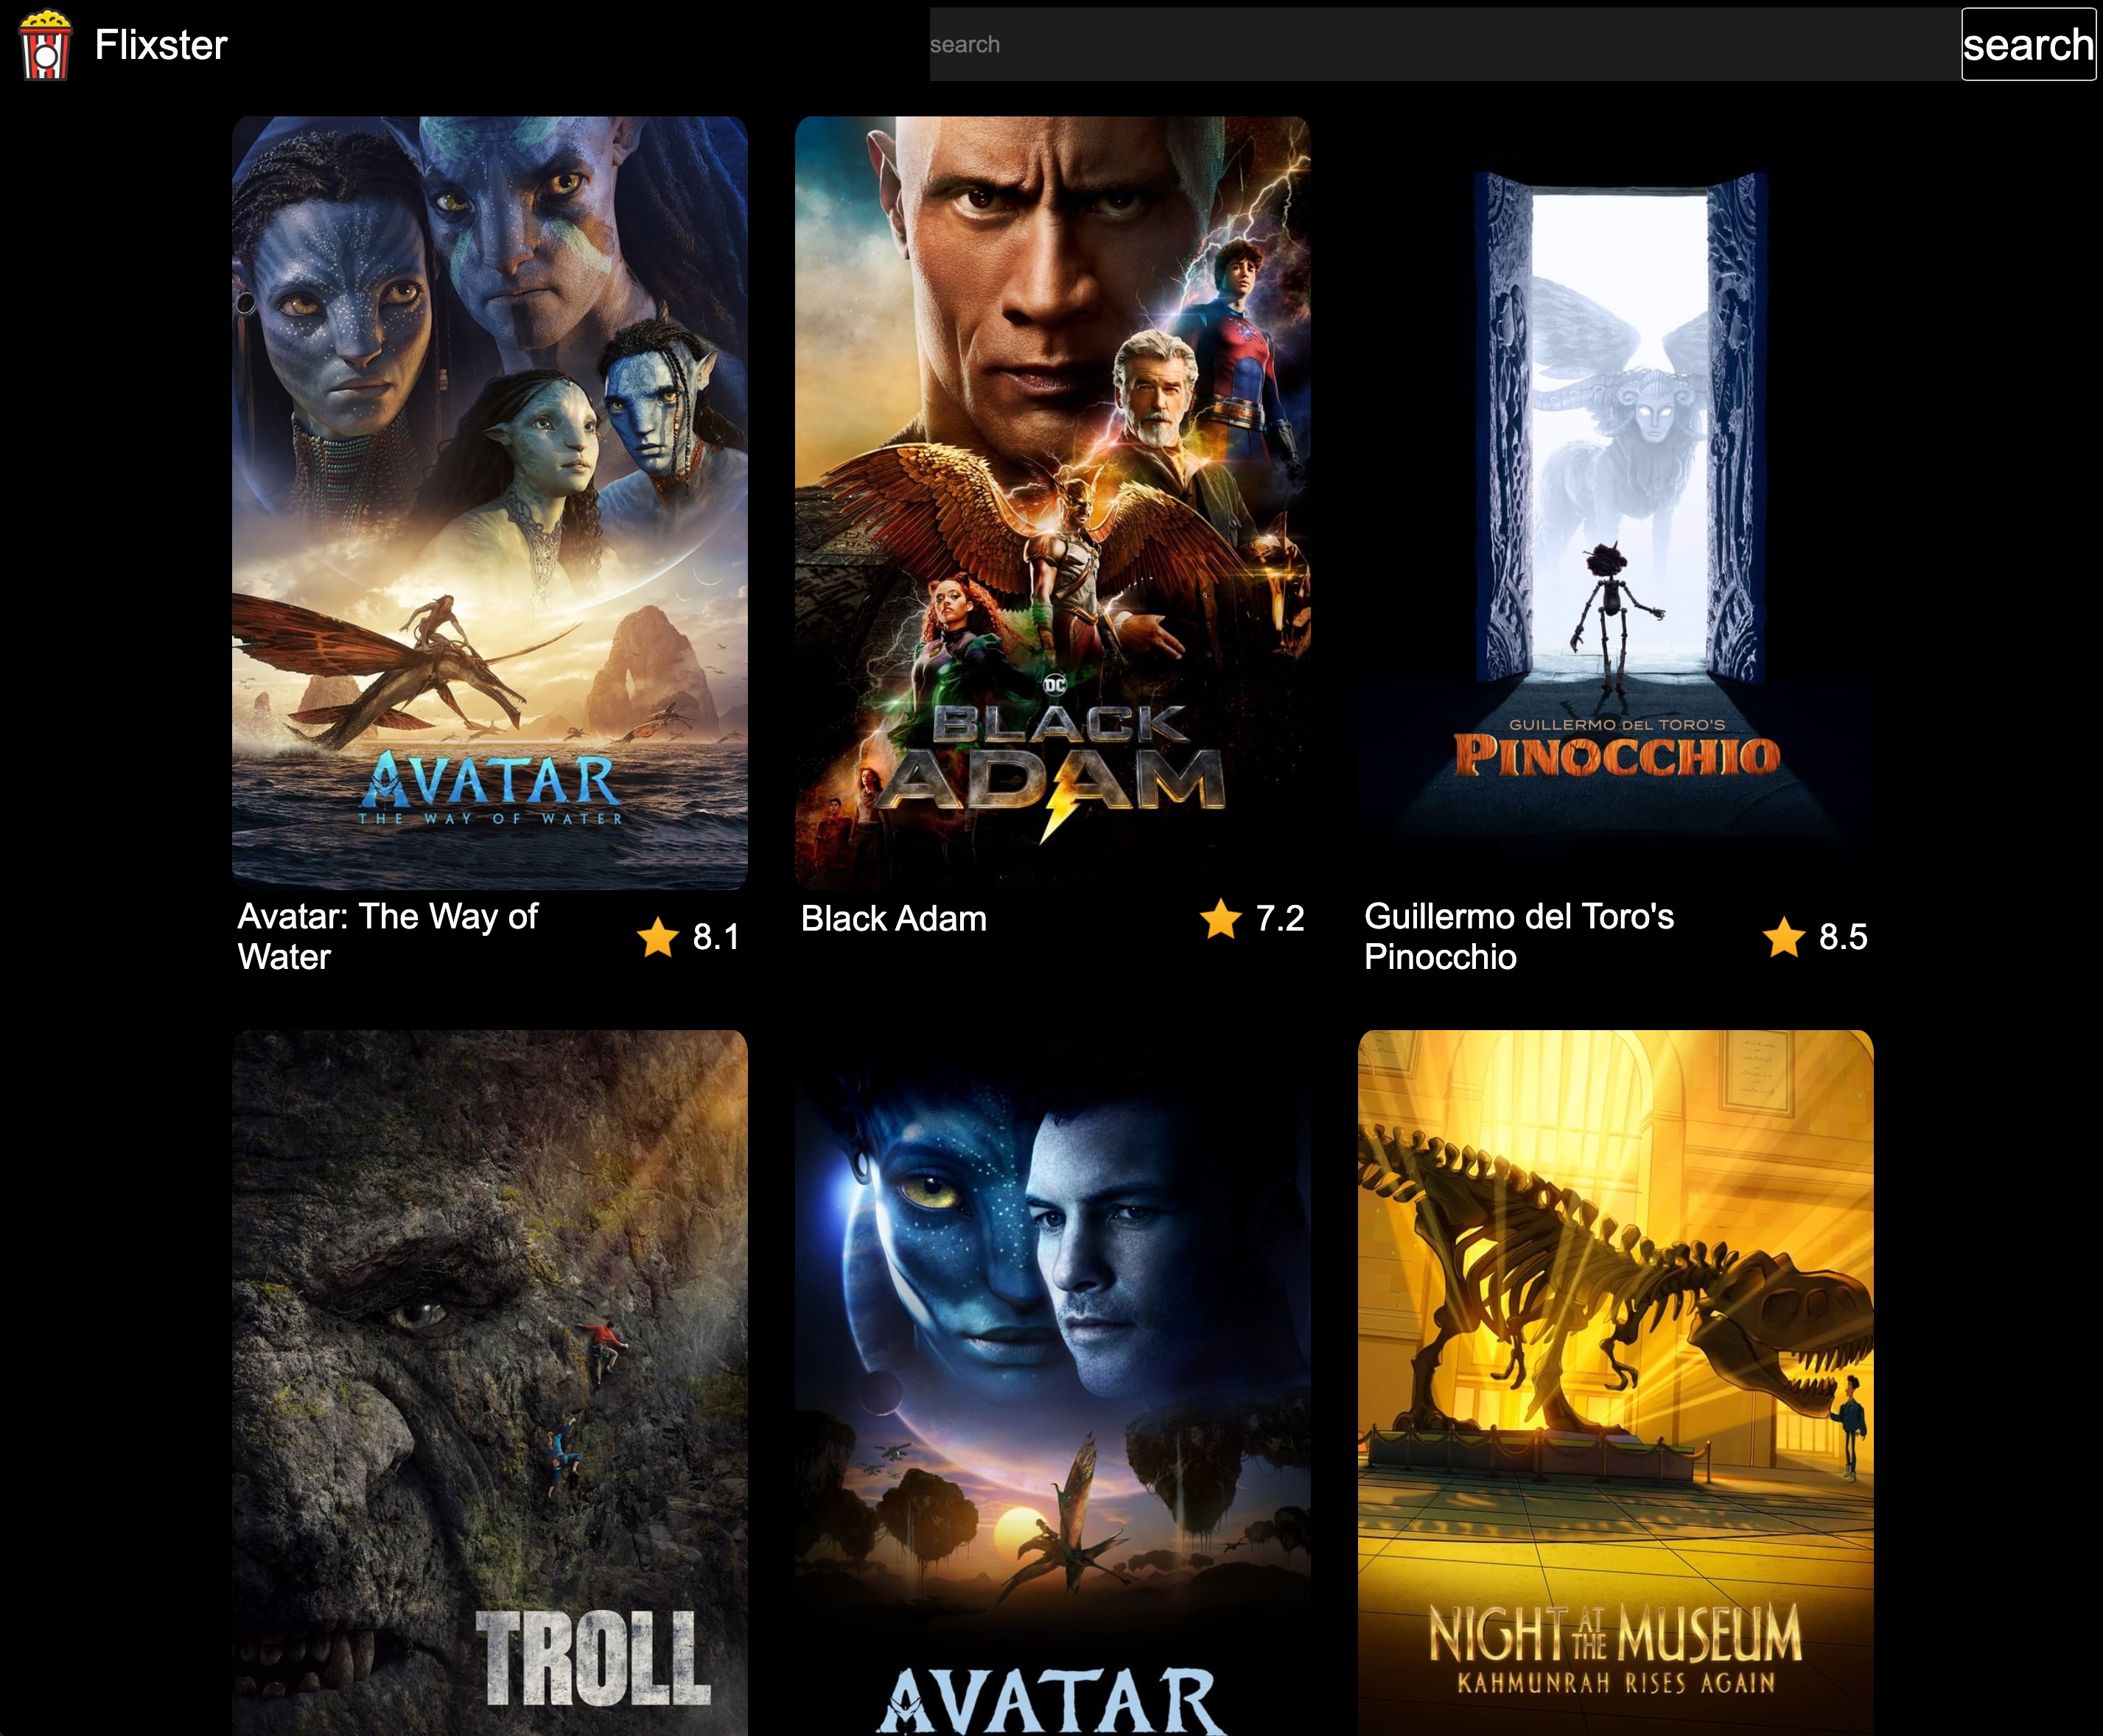 Flixster
search
search
AVATAR
THE WAY OF WATER
DC
BLACK
ADAM
GUILLERMO DEL TORO'S
PINOCCHIO
Avatar: The Way of
Water
8.1
Black Adam
7.2
Guillermo del Toro's
Pinocchio
8.5
TROLL
AVATAR
NIGHT AT THE MUSEUM
KAHMUNRAH RISES AGAIN